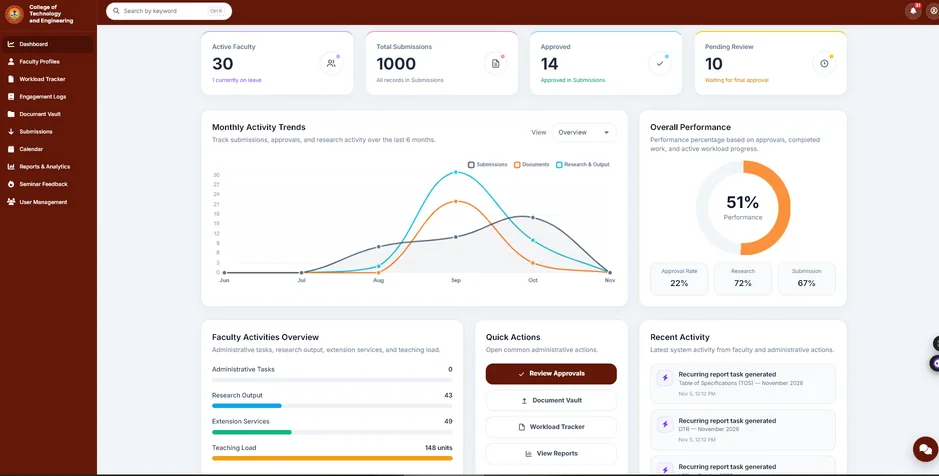 College of
Technology
and Engineering
Search by keyword
Ctrl K
31
Dashboard
Faculty Profiles
Workload Tracker
Engagement Logs
Document Vault
Submissions
Calendar
Reports & Analytics
Seminar Feedback
User Management
Active Faculty
30
1 currently on leave
Total Submissions
1000
All records in Submissions
Approved
14
Approved in Submissions
Pending Review
10
Waiting for final approval
Monthly Activity Trends
Track submissions, approvals, and research activity over the last 6 months.
View
Overview
Submissions
Documents
Research & Output
30
27
24
21
18
15
12
9
6
3
0
Jun
Jul
Aug
Sep
Oct
Nov
Overall Performance
Performance percentage based on approvals, completed
work, and active workload progress.
51%
Performance
Approval Rate
22%
Research
72%
Submission
67%
Faculty Activities Overview
Administrative tasks, research output, extension services, and teaching load.
Administrative Tasks
0
Research Output
43
Extension Services
49
Teaching Load
148 units
Quick Actions
Open common administrative actions.
Review Approvals
Document Vault
Workload Tracker
View Reports
Recent Activity
Latest system activity from faculty and administrative actions.
Recurring report task generated
Table of Specifications (TOS) — November 2026
Nov 5, 12:12 PM
Recurring report task generated
DTR — November 2026
Nov 5, 12:12 PM
Recurring report task generated